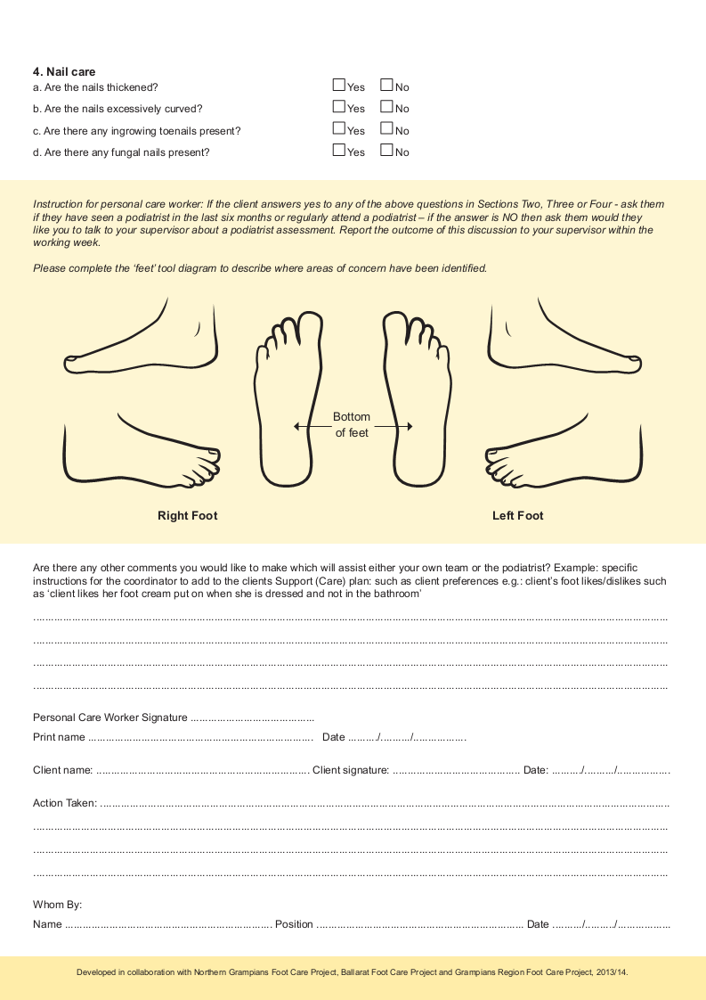 4. Nail care
a. Are the nails thickened? Yes No
b. Are the nails excessively curved? Yes No
c. Are there any ingrowing toenails present? Yes No
d. Are there any fungal nails present? Yes No
Instruction for personal care worker: If the client answers yes to any of the above questions in Sections Two, Three or Four - ask them
if they have seen a podiatrist in the last six months or regularly attend a podiatrist – if the answer is NO then ask them would they
like you to talk to your supervisor about a podiatrist assessment. Report the outcome of this discussion to your supervisor within the
working week.
Please complete the ‘feet’ tool diagram to describe where areas of concern have been identified.
Bottom
of feet
Right Foot Left Foot
Are there any other comments you would like to make which will assist either your own team or the podiatrist? Example: specific
instructions for the coordinator to add to the clients Support (Care) plan: such as client preferences e.g.: client’s foot likes/dislikes such
as ‘client likes her foot cream put on when she is dressed and not in the bathroom’
Personal Care Worker Signature ..........................................
Print name ............................................................................ Date ........../........../..................
Client name: ........................................................................ Client signature: ........................................... Date: ........../........../..................
Action Taken: ................................................................................................................
Whom By:
Name ...................................................................... Position ...................................................................... Date ........../........../..................
Developed in collaboration with Northern Grampians Foot Care Project, Ballarat Foot Care Project and Grampians Region Foot Care Project, 2013/14.